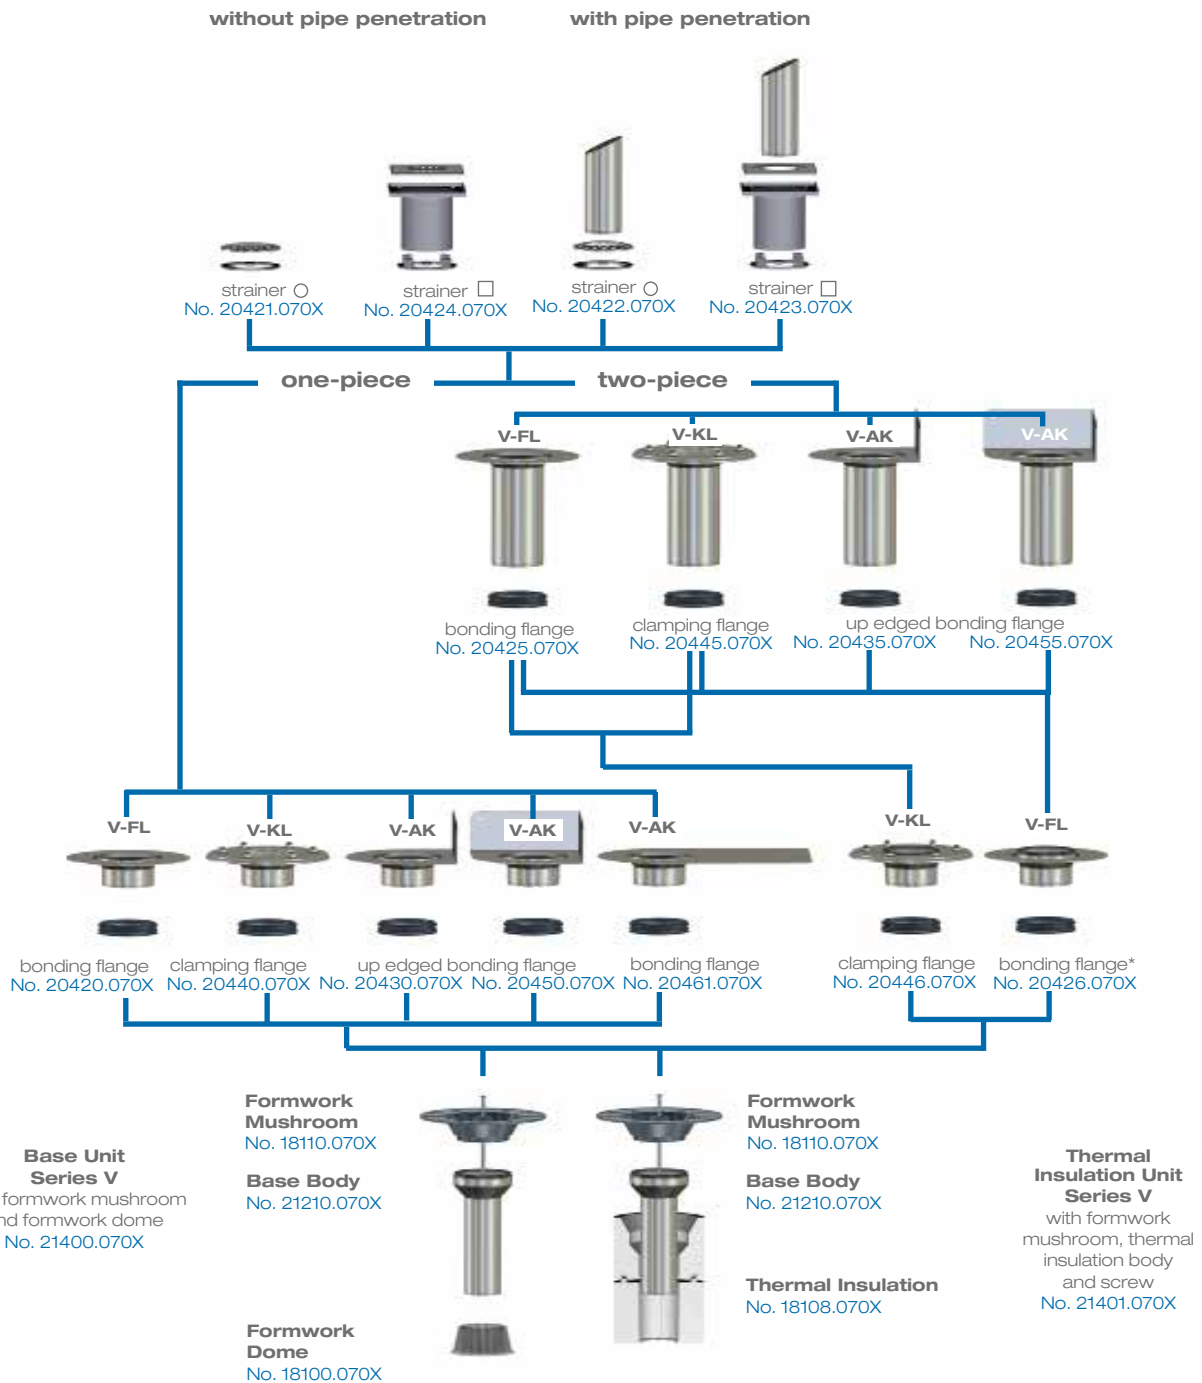 without pipe penetration
with pipe penetration
strainer
No. 20421.070X
strainer
No. 20424.070X
strainer
No. 20422.070X
strainer
No. 20423.070X
one-piece
two-piece
V-FL
V-KL
V-AK
V-AK
bonding flange
No. 20425.070X
clamping flange
No. 20445.070X
up edged bonding flange
No. 20435.070X
No. 20455.070X
V-FL
V-KL
V-AK
V-AK
V-AK
V-KL
V-FL
bonding flange
No. 20420.070X
clamping flange
No. 20440.070X
up edged bonding flange
No. 20430.070X
No. 20450.070X
bonding flange
No. 20461.070X
clamping flange
No. 20446.070X
bonding flange*
No. 20426.070X
Base Unit
Series V
formwork mushroom
nd formwork dome
No. 21400.070X
Formwork
Mushroom
No. 18110.070X
Base Body
No. 21210.070X
Formwork
Dome
No. 18100.070X
Formwork
Mushroom
No. 18110.070X
Base Body
No. 21210.070X
Thermal Insulation
No. 18108.070X
Thermal
Insulation Unit
Series V
with formwork
mushroom, thermal
insulation body
and screw
No. 21401.070X